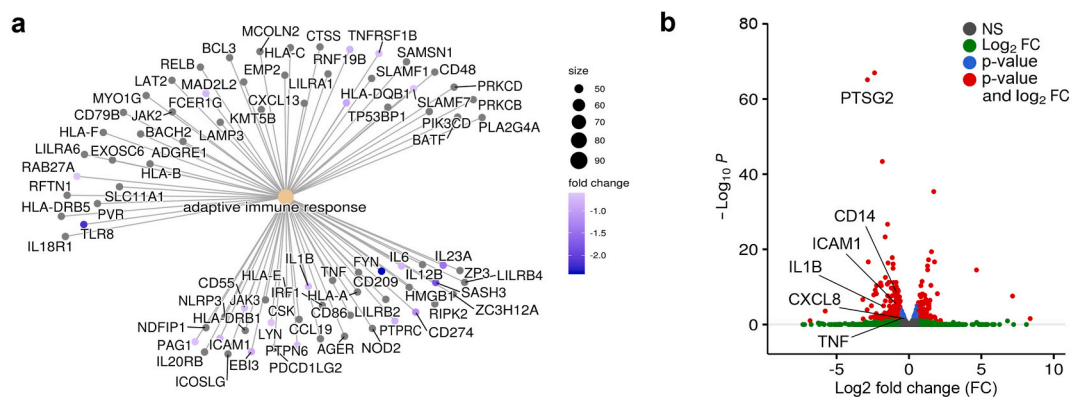 a
MCOLN2
CTSS
TNFRSF1B
BCL3
HLA-C
RNF19B
SAMSN1
RELB
EMP2
LILRA1
SLAMF1
CD48
LAT2
MAD2L2
HLA-DQB1
PRKCD
MYO1G
FCER1G
CXCL13
SLAMF7
PRKCB
CD79B
JAK2
KMT5B
TP53BP1
PIK3CD
PLA2G4A
HLA-F
BACH2
LAMP3
BATF
LILRA6
EXOSC6
ADGRE1
RAB27A
HLA-B
RFTN1
SLC11A1
HLA-DRB5
PVR
adaptive immune response
TLR8
IL18R1
IL1B
TNF
FYN
IL6
IL23A
CD55
HLA-E
CD209
IL12B
ZP3
LILRB4
NLRP3
JAK3
IRF1
HLA-A
HMGB1
SASH3
NDFIP1
HLA-DRB1
CSK
CD86
LILRB2
RIPK2
ZC3H12A
PAG1
ICAM1
LYN
CCL19
PTPRC
CD274
IL20RB
EBI3
PTPN6
AGER
NOD2
ICOSLG
PDCD1LG2
size
50
60
70
80
90
fold change
-1.0
-1.5
-2.0
b
80
60
40
20
0
-Log10 P
NS
Log2 FC
p-value
p-value
and log2 FC
PTSG2
CD14
ICAM1
IL1B
CXCL8
TNF
-5
0
5
10
Log2 fold change (FC)